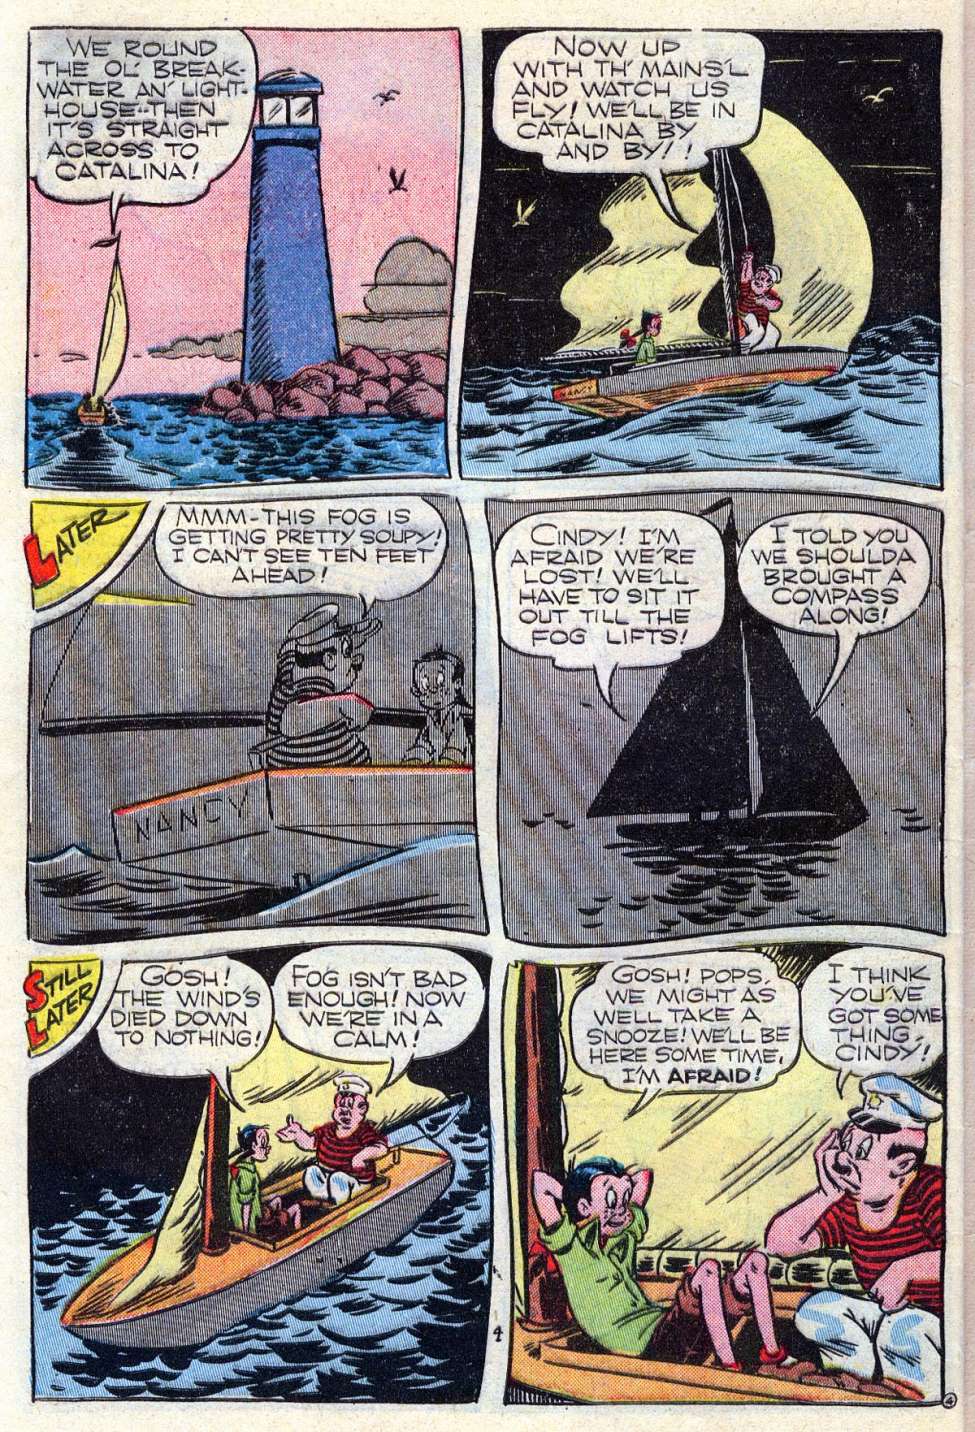 WE ROUND
THE OL' BREAK-
WATER AN' LIGHT-
HOUSE--THEN
IT'S STRAIGHT
ACROSS TO
CATALINA!
NOW UP
WITH TH' MAINS'L
AND WATCH US
FLY! WE'LL BE IN
CATALINA BY
AND BY!!
LATER
MMM-THIS FOG IS
GETTING PRETTY SOUPY!
I CAN'T SEE TEN FEET
AHEAD!
NANCY
CINDY! I'M
AFRAID WE'RE
LOST! WE'LL
HAVE TO SIT IT
OUT TILL THE
FOG LIFTS!
I TOLD YOU
WE SHOULDA
BROUGHT A
COMPASS
ALONG!
STILL
LATER
GOSH!
THE WIND'S
DIED DOWN
TO NOTHING!
FOG ISN'T BAD
ENOUGH! NOW
WE'RE IN A
CALM!
GOSH! POPS,
WE MIGHT AS
WELL TAKE A
SNOOZE! WE'LL BE
HERE SOME TIME,
I'M AFRAID!
I THINK
YOU'VE
GOT SOME
THING,
CINDY!
4
4